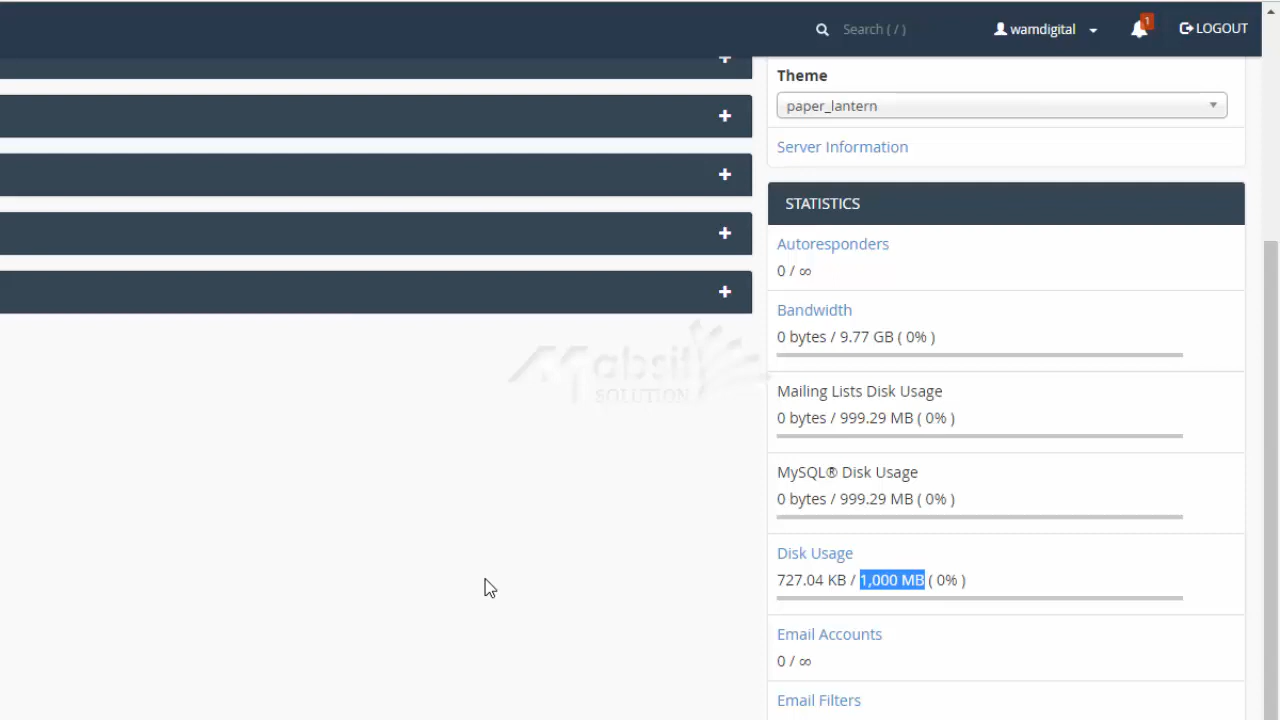 Search ( / )
wamdigital
1
LOGOUT
Theme
paper_lantern
Server Information
STATISTICS
Autoresponders
0 / ∞
Bandwidth
0 bytes / 9.77 GB ( 0% )
Mailing Lists Disk Usage
0 bytes / 999.29 MB ( 0% )
MySQL® Disk Usage
0 bytes / 999.29 MB ( 0% )
Disk Usage
727.04 KB / 1,000 MB ( 0% )
Email Accounts
0 / ∞
Email Filters
Mabsit
SOLUTION